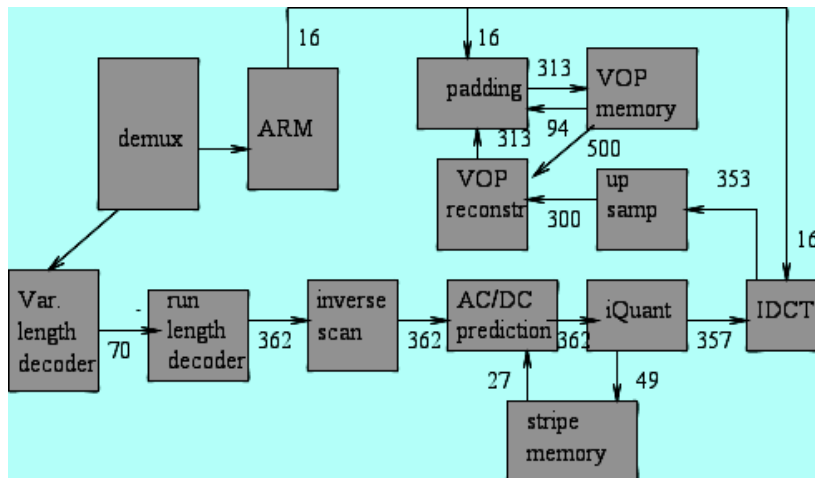 16
16
demux
ARM
padding
313
VOP
memory
94
313
500
VOP
reconstr
300
up
samp
353
16
Var.
length
decoder
70
run
length
decoder
362
inverse
scan
362
AC/DC
prediction
362
iQuant
357
IDCT
27
49
stripe
memory